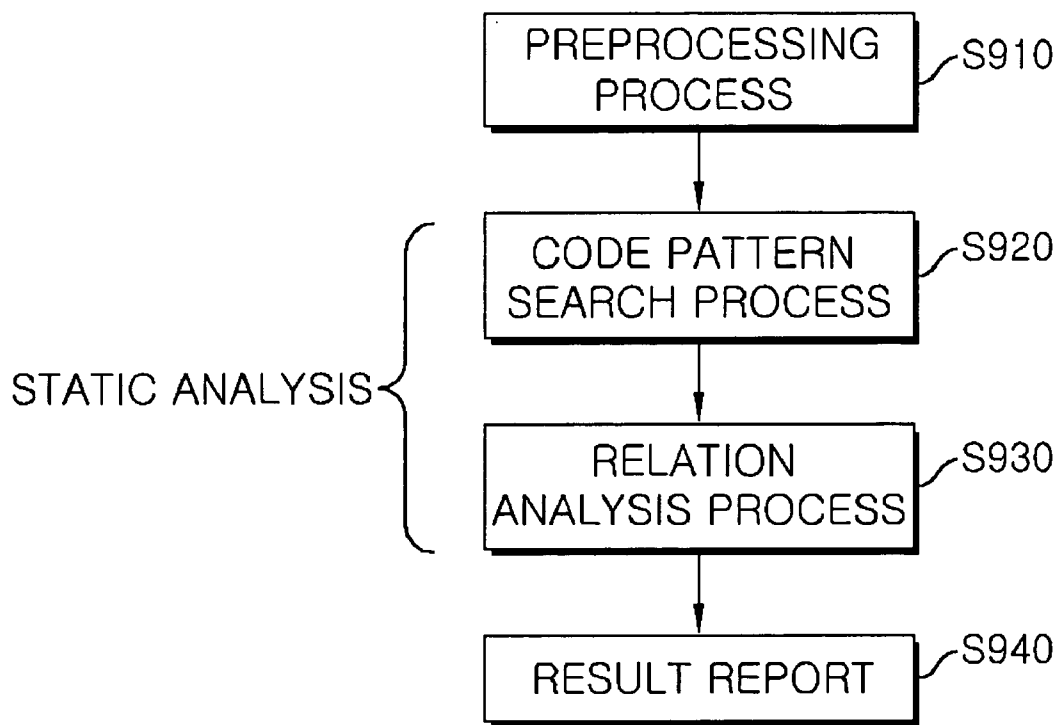 PREPROCESSING
PROCESS
S910
CODE PATTERN
SEARCH PROCESS
S920
STATIC ANALYSIS
RELATION
ANALYSIS PROCESS
S930
RESULT REPORT
S940